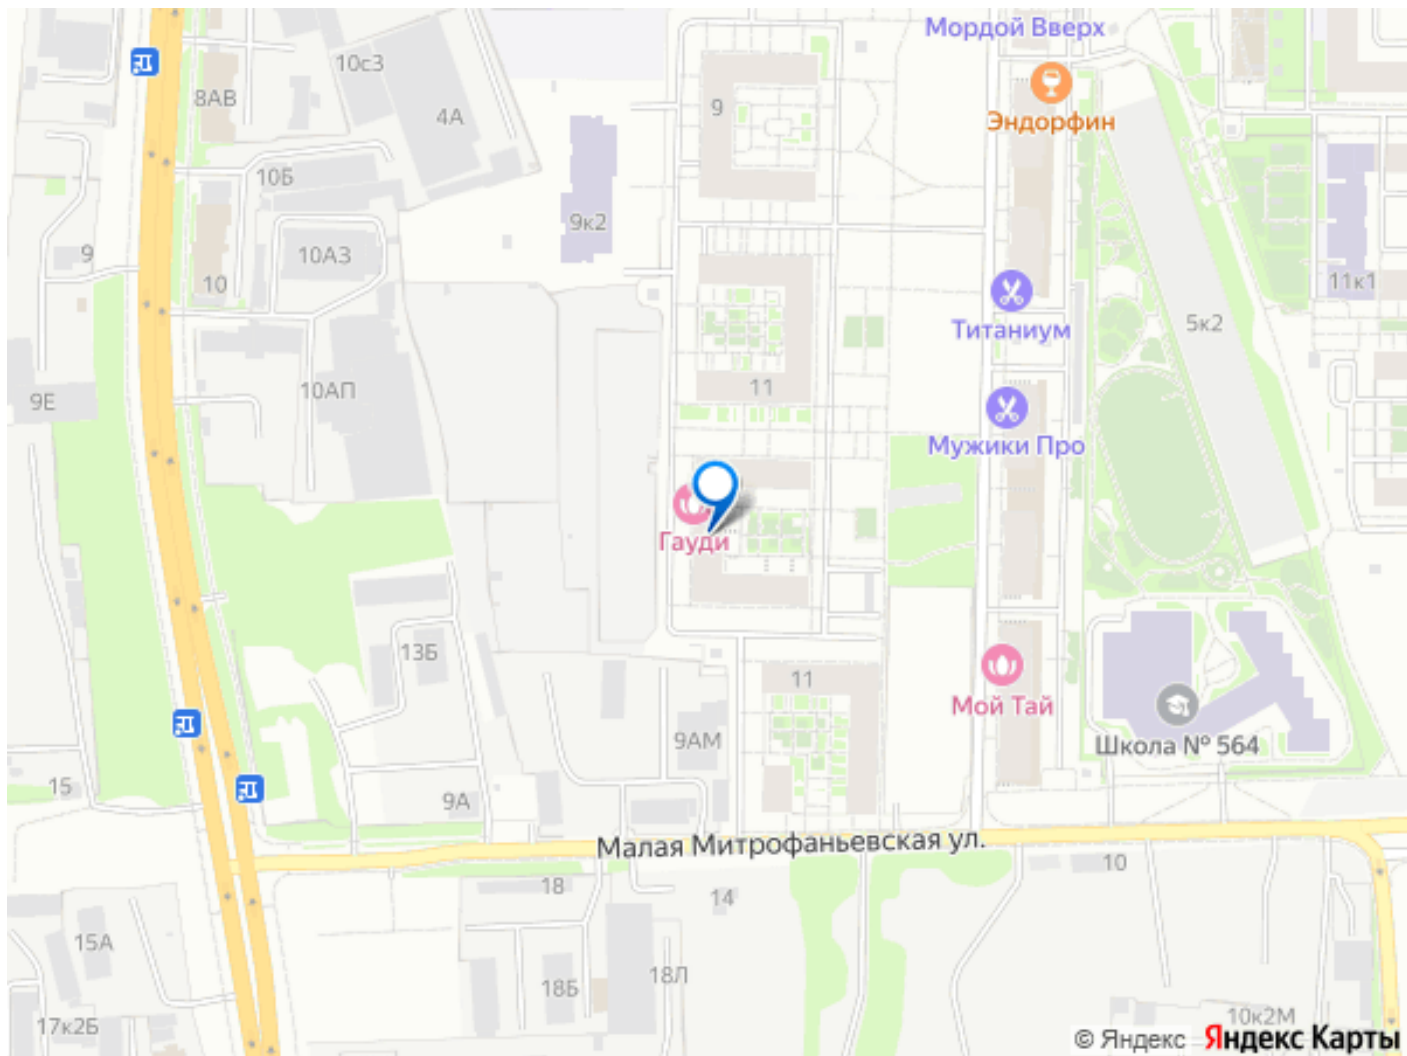 Мордой Вверх
10с3
8АВ
4А
9
Эндорфин
10Б
9к2
9
10А3
10
11к1
5к2
Титаниум
11
10АП
9Е
Мужики Про
Гауди
13Б
11
Мой Тай
9АМ
Школа № 564
15
9А
Малая Митрофаньевская ул.
10
18
14
15А
18Л
18Б
17к2Б
10к2М
© Яндекс Яндекс Карты